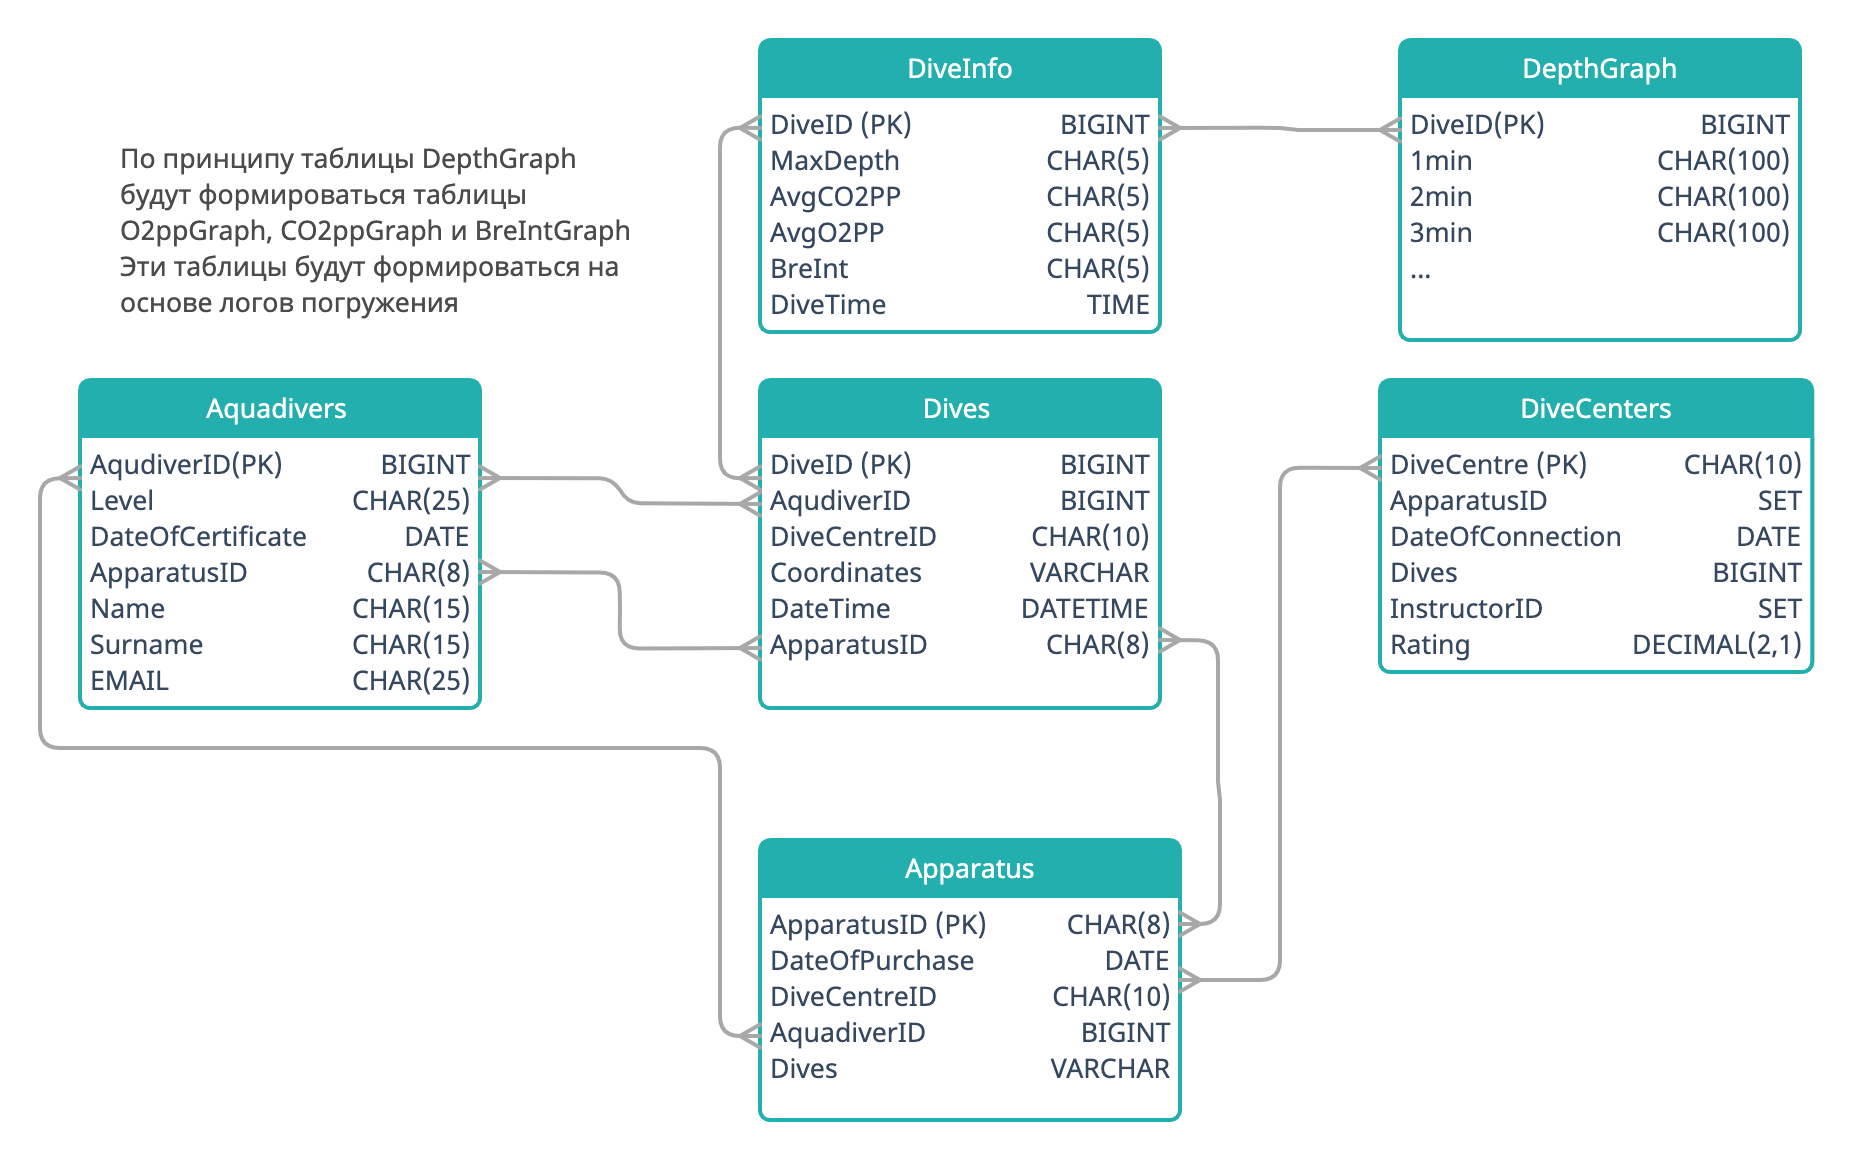 По принципу таблицы DepthGraph
будут формироваться таблицы
O2ppGraph, CO2ppGraph и BreIntGraph
Эти таблицы будут формироваться на
основе логов погружения
DiveInfo
DiveID (PK) BIGINT
MaxDepth CHAR(5)
AvgCO2PP CHAR(5)
AvgO2PP CHAR(5)
BreInt CHAR(5)
DiveTime TIME
DepthGraph
DiveID(PK) BIGINT
1min CHAR(100)
2min CHAR(100)
3min CHAR(100)
...
Aquadivers
AqudiverID(PK) BIGINT
Level CHAR(25)
DateOfCertificate DATE
ApparatusID CHAR(8)
Name CHAR(15)
Surname CHAR(15)
EMAIL CHAR(25)
Dives
DiveID (PK) BIGINT
AqudiverID BIGINT
DiveCentreID CHAR(10)
Coordinates VARCHAR
DateTime DATETIME
ApparatusID CHAR(8)
DiveCenters
DiveCentre (PK) CHAR(10)
ApparatusID SET
DateOfConnection DATE
Dives BIGINT
InstructorID SET
Rating DECIMAL(2,1)
Apparatus
ApparatusID (PK) CHAR(8)
DateOfPurchase DATE
DiveCentreID CHAR(10)
AquadiverID BIGINT
Dives VARCHAR